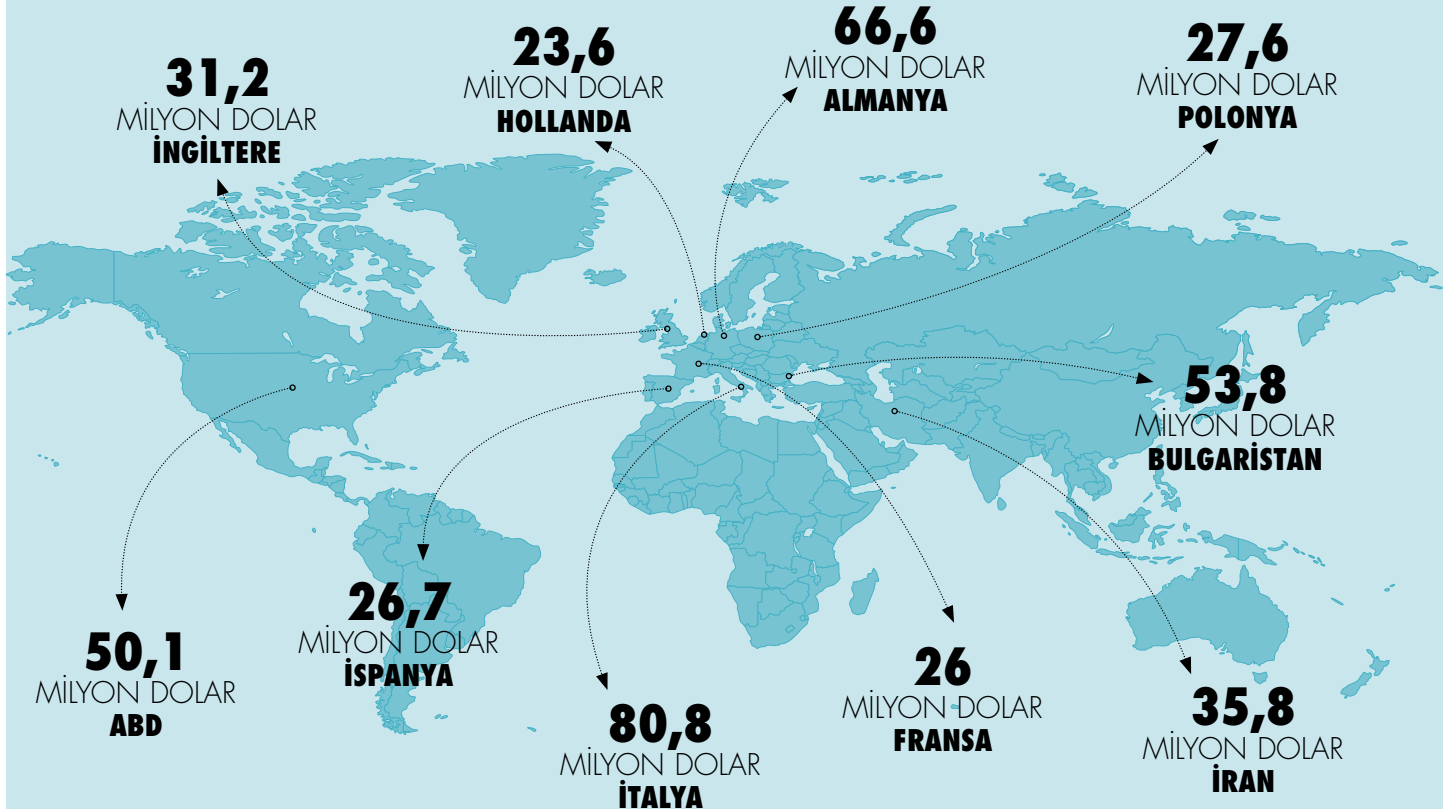 31,2
MİLYON DOLAR
İNGİLTERE
23,6
MİLYON DOLAR
HOLLANDA
66,6
MİLYON DOLAR
ALMANYA
27,6
MİLYON DOLAR
POLONYA
53,8
MİLYON DOLAR
BULGARİSTAN
50,1
MİLYON DOLAR
ABD
26,7
MİLYON DOLAR
İSPANYA
80,8
MİLYON DOLAR
İTALYA
26
MİLYON DOLAR
FRANSA
35,8
MİLYON DOLAR
İRAN